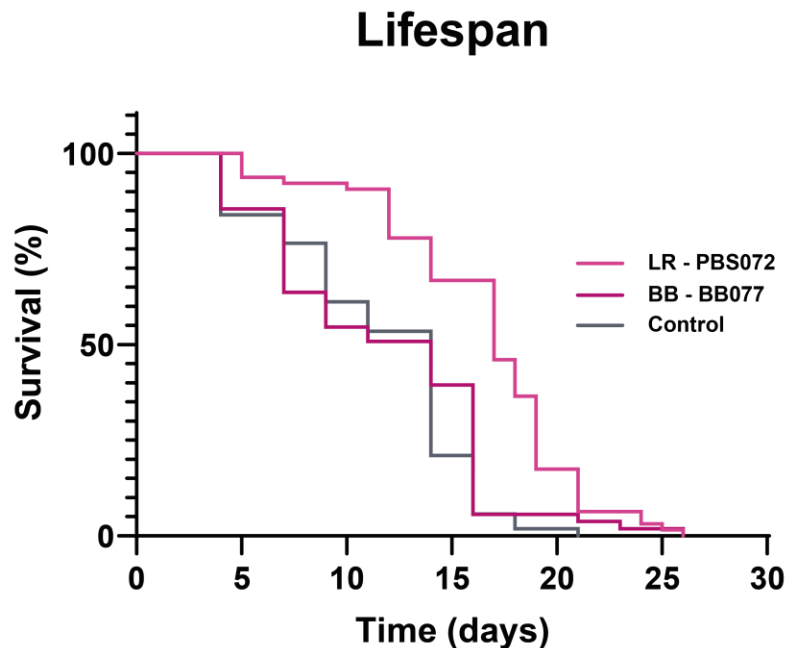 Lifespan
Survival (%)
100
50
0
0 5 10 15 20 25 30
Time (days)
LR - PBS072
BB - BB077
Control